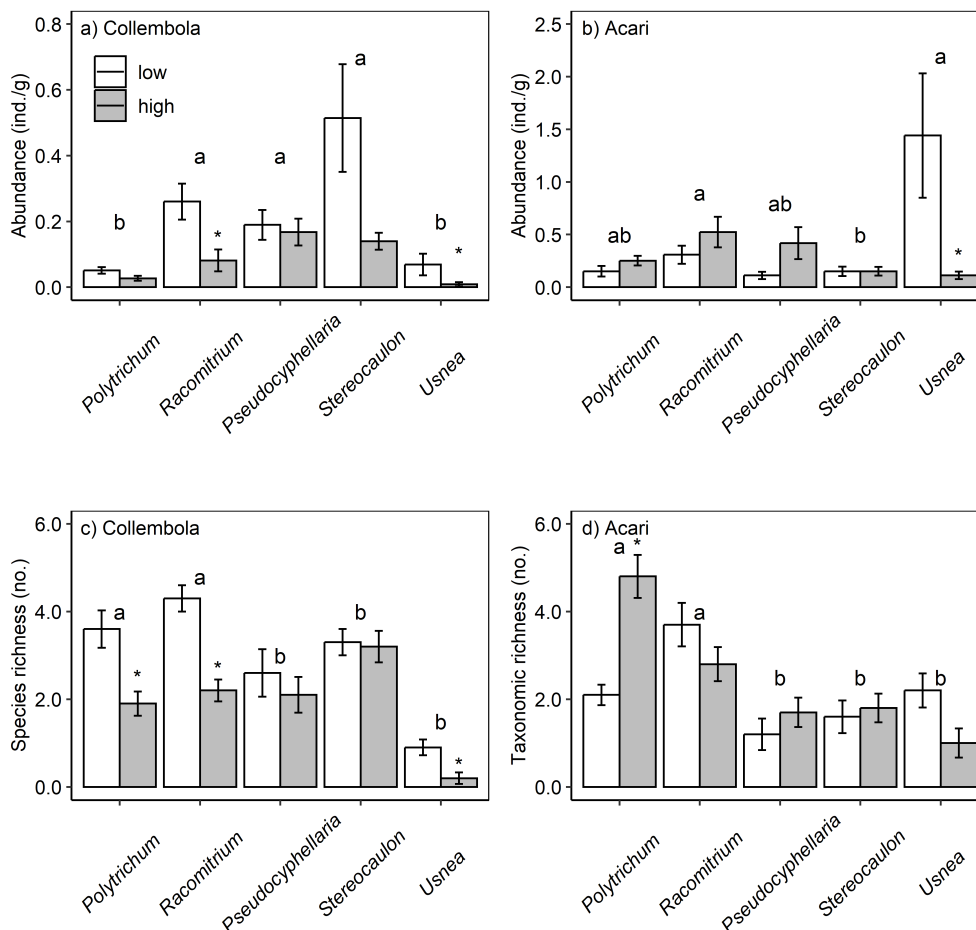 a) Collembola
low
high
Abundance (ind./g)
0.8
0.6
0.4
0.2
0.0
b
a
*
a
a
b
*
Polytrichum
Racomitrium
Pseudocyphellaria
Stereocaulon
Usnea
b) Acari
Abundance (ind./g)
2.5
2.0
1.5
1.0
0.5
0.0
ab
a
ab
b
a
*
Polytrichum
Racomitrium
Pseudocyphellaria
Stereocaulon
Usnea
c) Collembola
Species richness (no.)
6.0
4.0
2.0
0.0
a
*
a
*
b
b
b
*
Polytrichum
Racomitrium
Pseudocyphellaria
Stereocaulon
Usnea
d) Acari
Taxonomic richness (no.)
6.0
4.0
2.0
0.0
a *
a
b
b
b
Polytrichum
Racomitrium
Pseudocyphellaria
Stereocaulon
Usnea